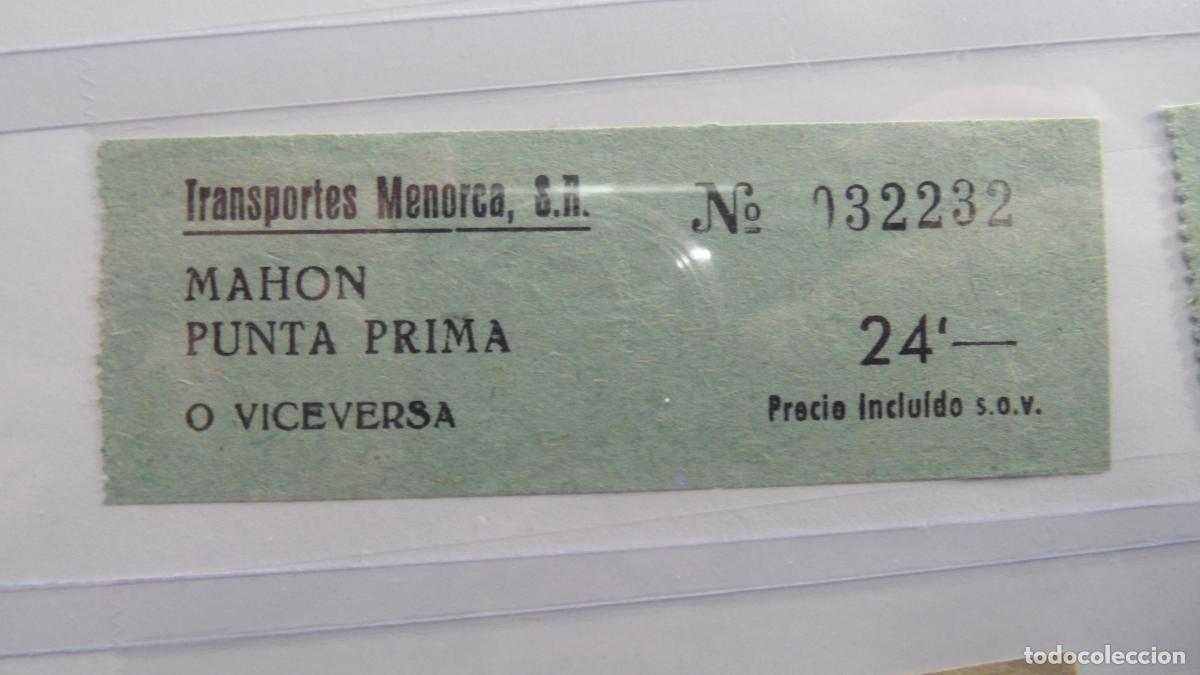 Transportes Menorca, S.A.
Nº 032232
MAHON
PUNTA PRIMA
24'—
O VICEVERSA
Precio incluído s.o.v.
todocoleccion